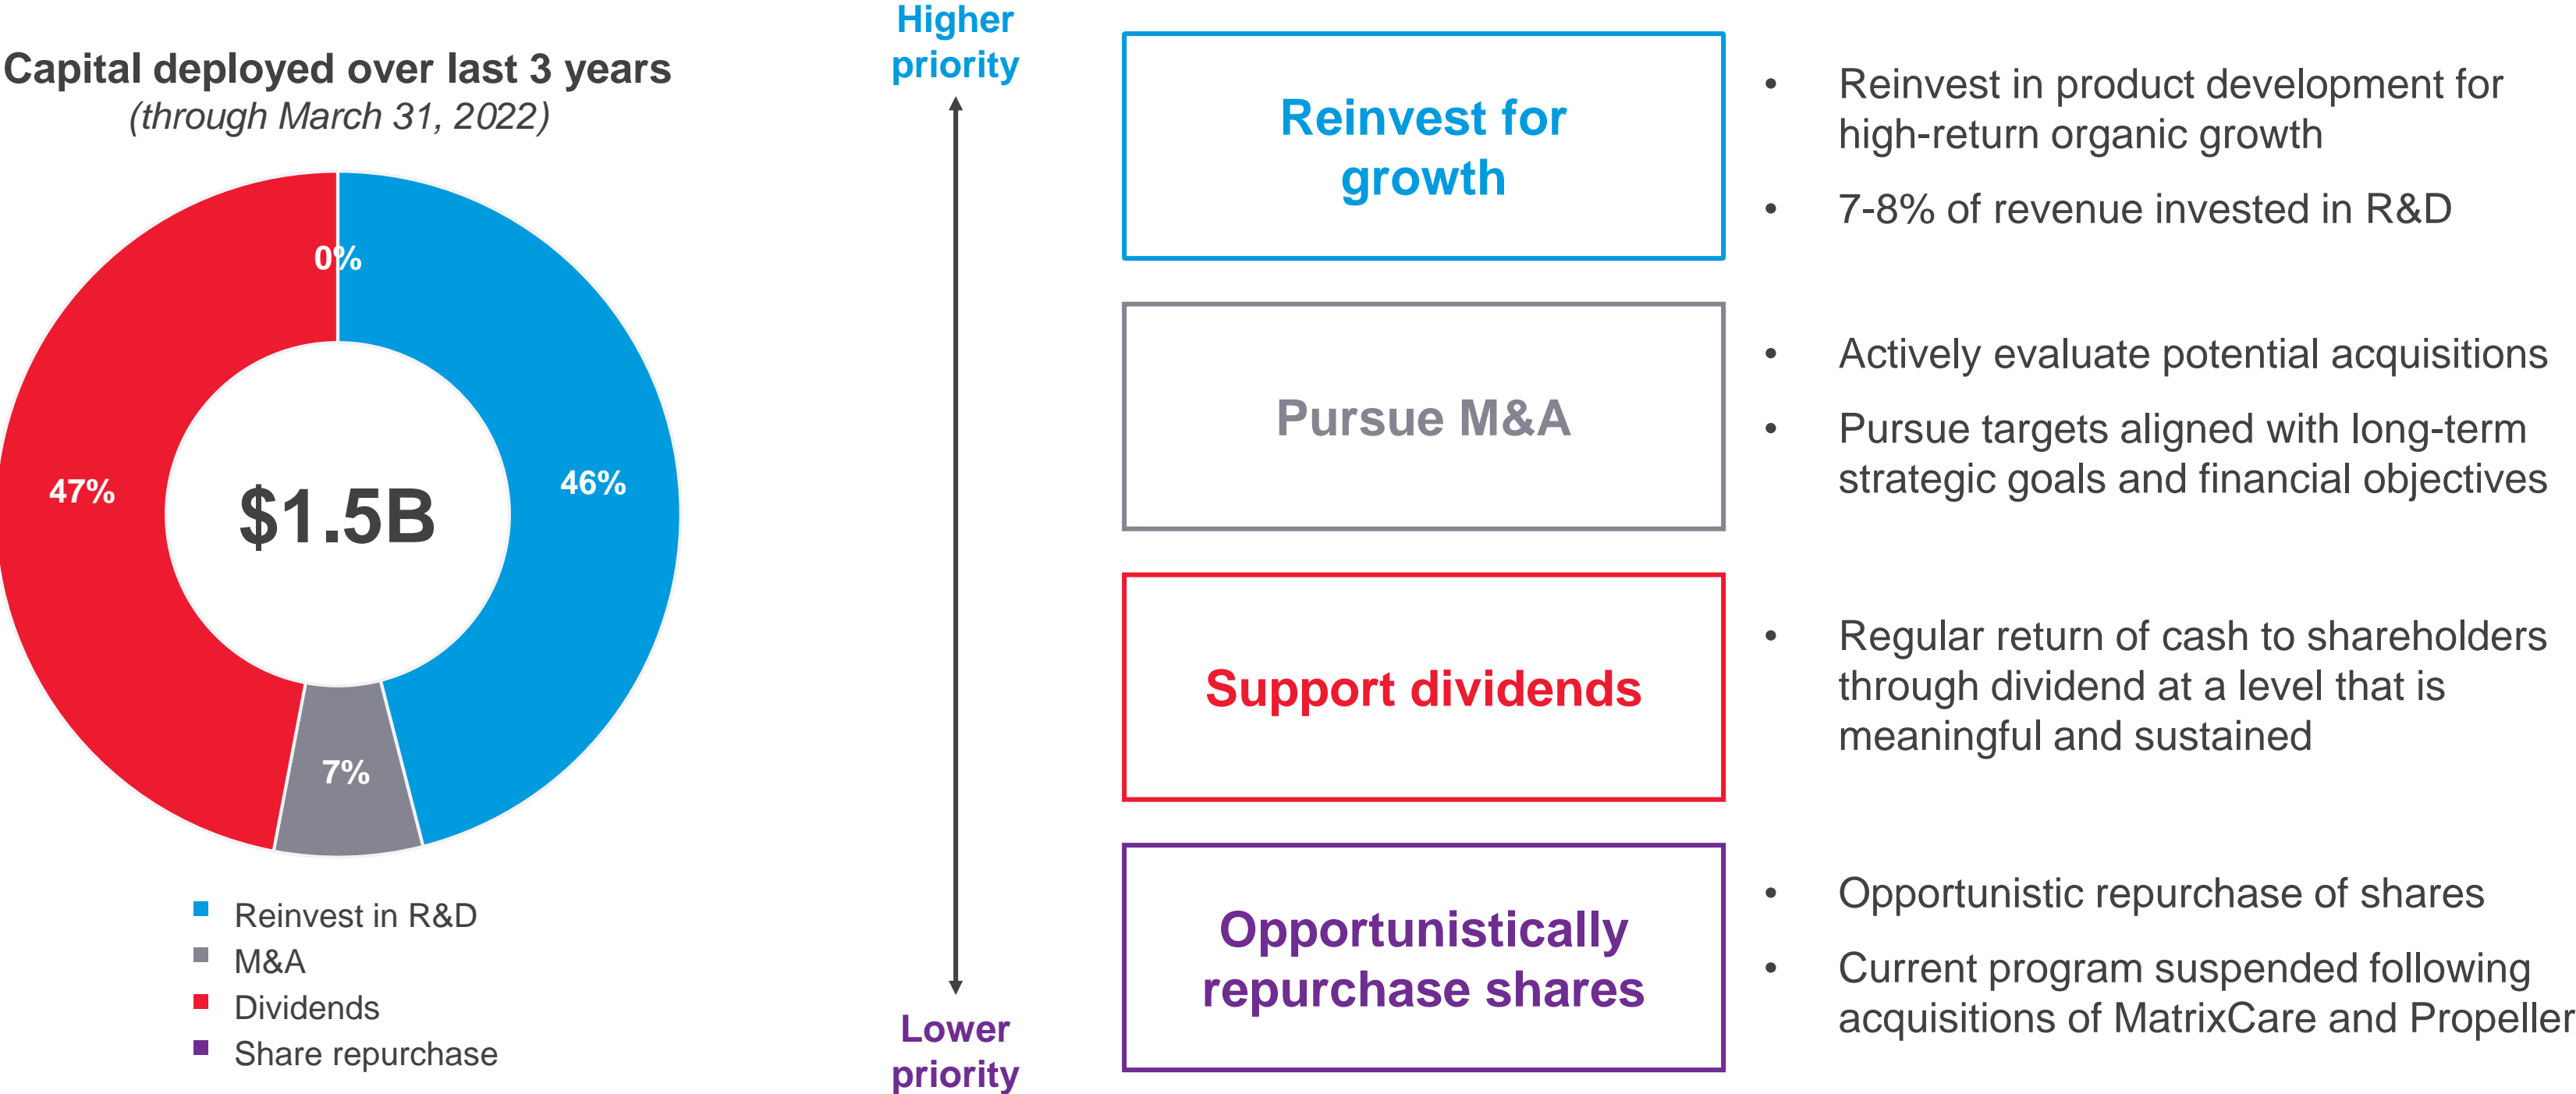 Capital deployed over last 3 years
(through March 31, 2022)
0%
47%
46%
$1.5B
7%
Reinvest in R&D
M&A
Dividends
Share repurchase
Higher
priority
Lower
priority
Reinvest for
growth
• Reinvest in product development for
high-return organic growth
• 7-8% of revenue invested in R&D
Pursue M&A
• Actively evaluate potential acquisitions
• Pursue targets aligned with long-term
strategic goals and financial objectives
Support dividends
• Regular return of cash to shareholders
through dividend at a level that is
meaningful and sustained
Opportunistically
repurchase shares
• Opportunistic repurchase of shares
• Current program suspended following
acquisitions of MatrixCare and Propeller